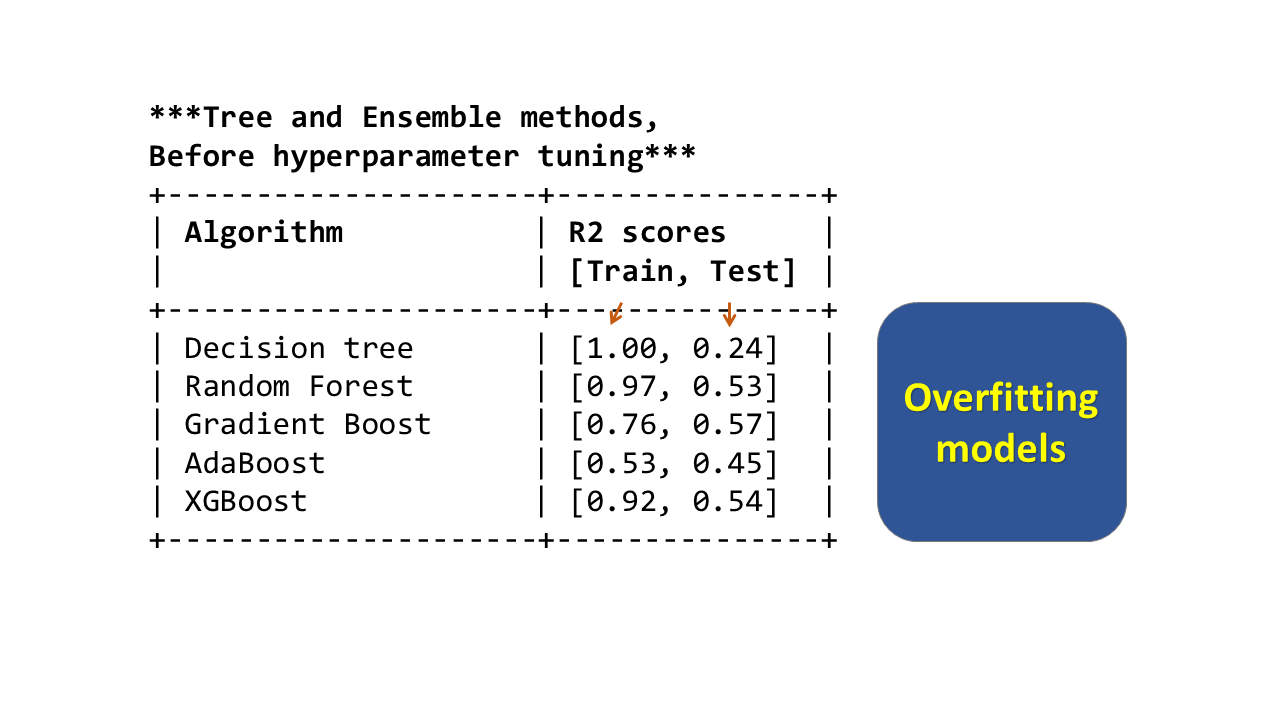 ***Tree and Ensemble methods,
Before hyperparameter tuning***
+---------------------+---------------+
| Algorithm           | R2 scores     |
|                     | [Train, Test] |
+---------------------+---------------+
| Decision tree       | [1.00, 0.24]  |
| Random Forest       | [0.97, 0.53]  |
| Gradient Boost      | [0.76, 0.57]  |
| AdaBoost            | [0.53, 0.45]  |
| XGBoost             | [0.92, 0.54]  |
+---------------------+---------------+
Overfitting
models